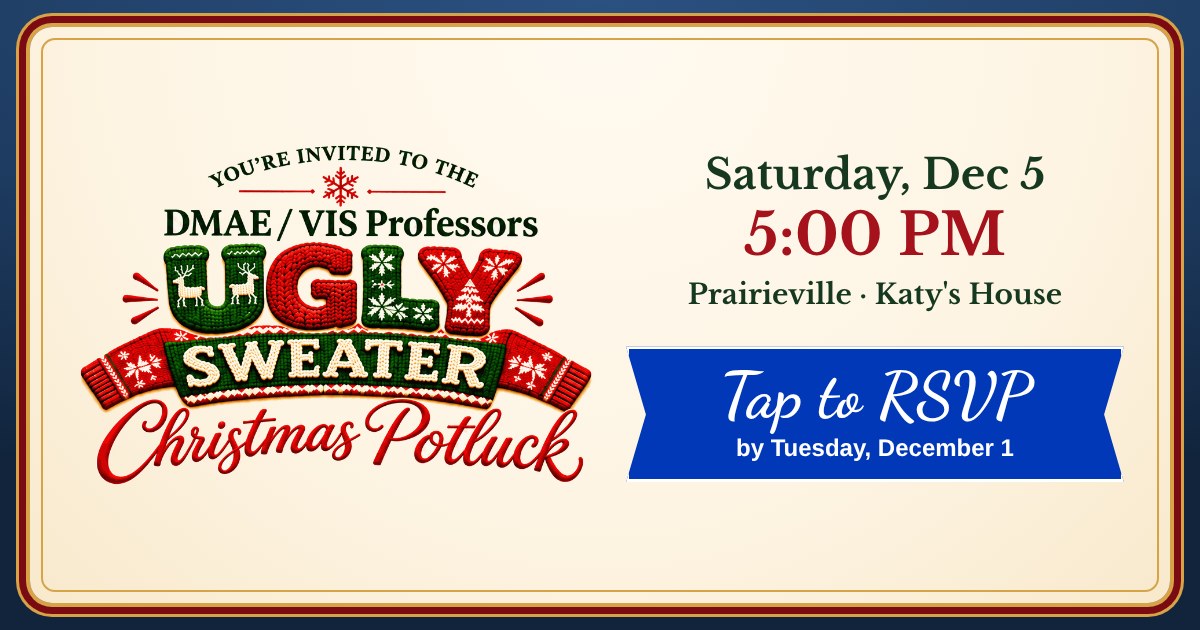 YOU'RE INVITED TO THE
DMAE / VIS Professors
UGLY
SWEATER
Christmas Potluck
Saturday, Dec 5
5:00 PM
Prairieville · Katy's House
Tap to RSVP
by Tuesday, December 1